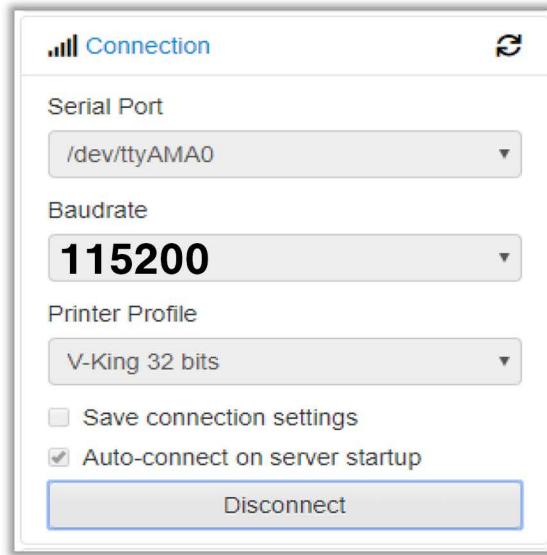 Connection
Serial Port
/dev/ttyAMA0
Baudrate
115200
Printer Profile
V-King 32 bits
Save connection settings
Auto-connect on server startup
Disconnect